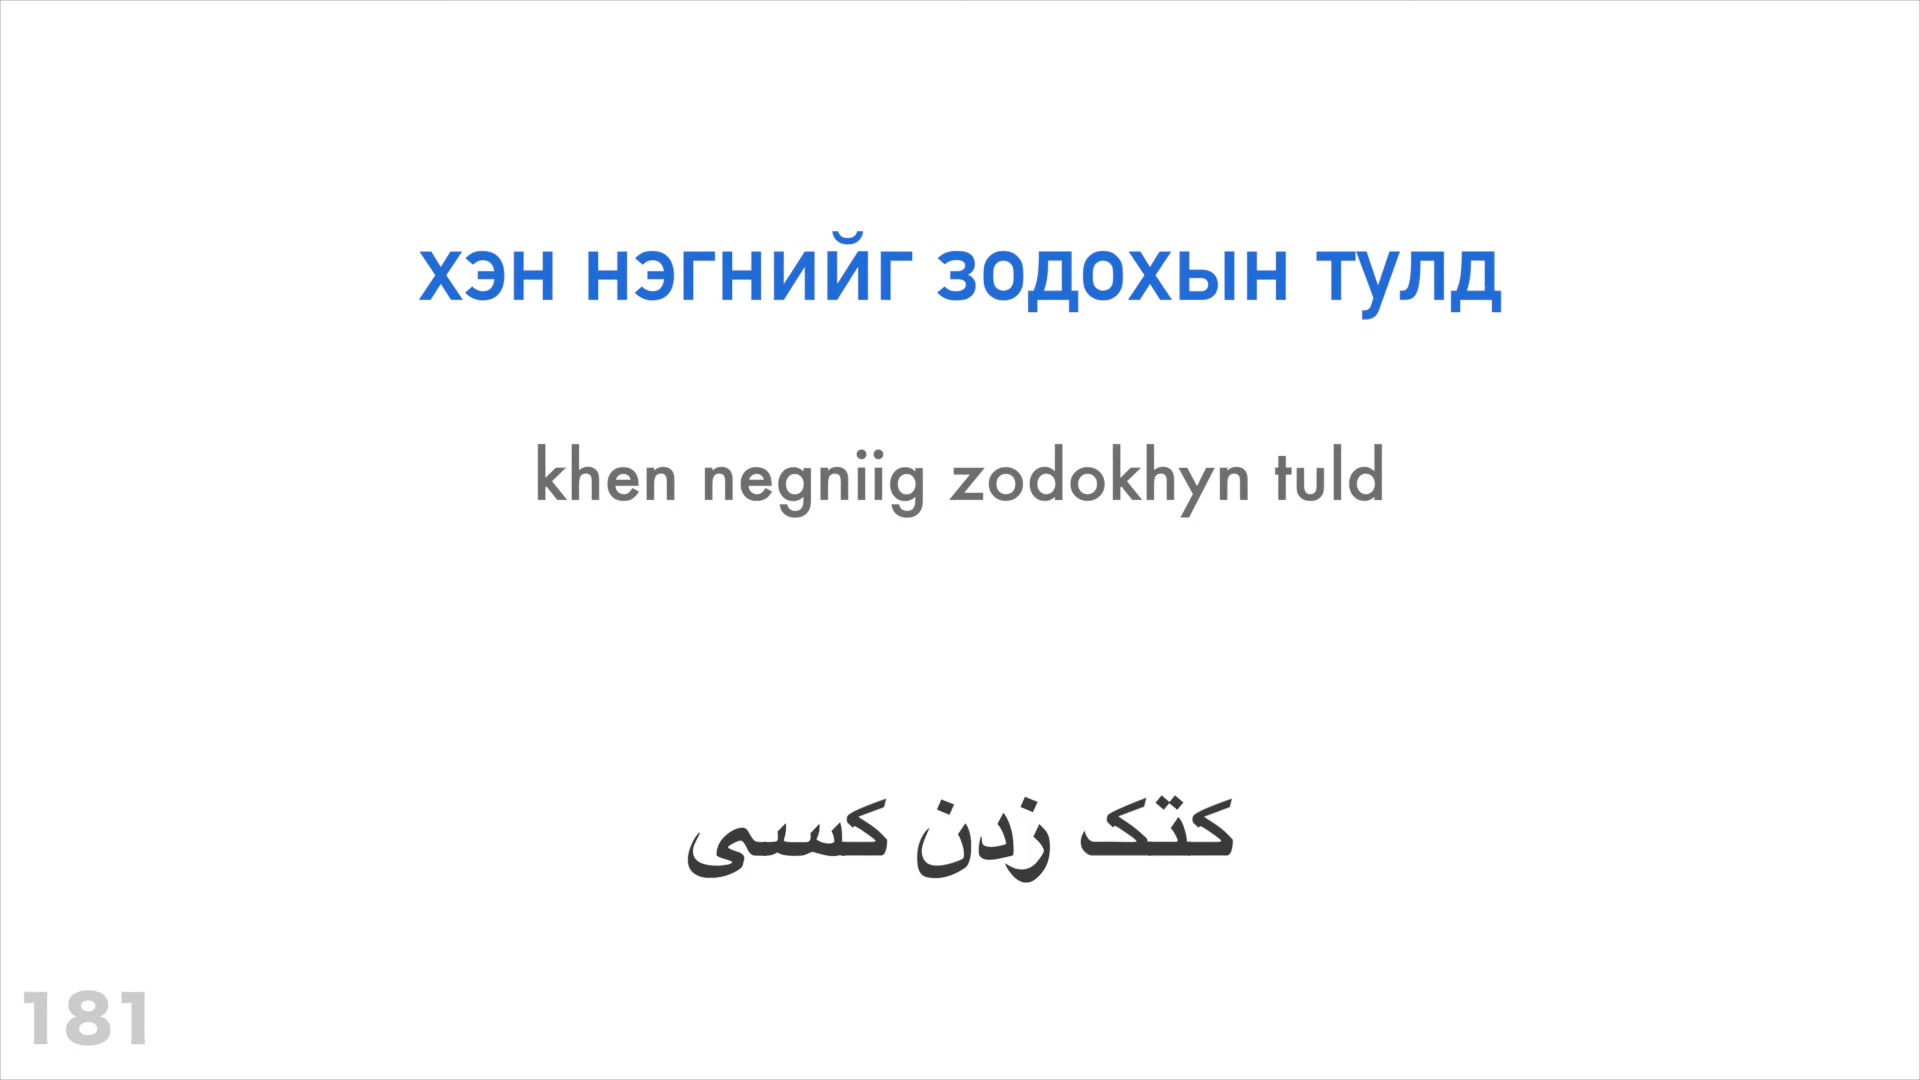 хэн нэгнийг зодохын тулд
khen negniig zodokhyn tuld
کتک زدن کسی
181